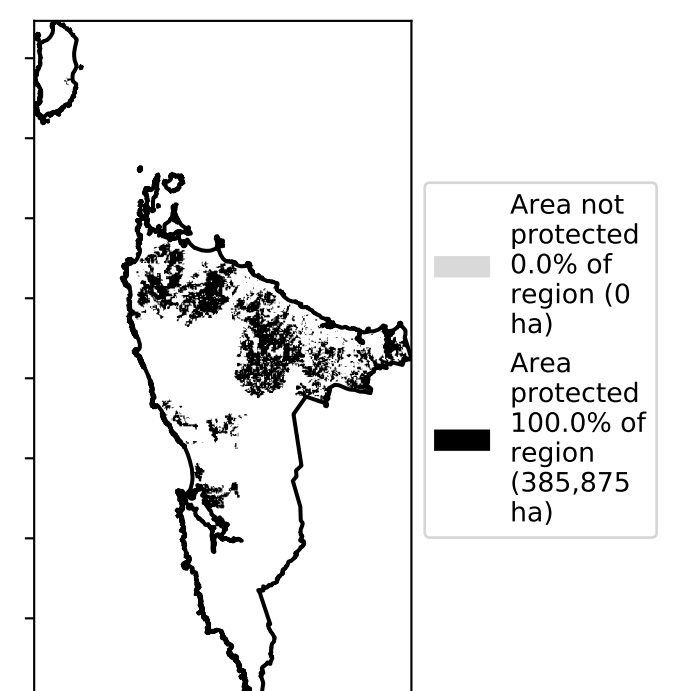 Area not
protected
0.0% of
region (0
ha)
Area
protected
100.0% of
region
(385,875
ha)